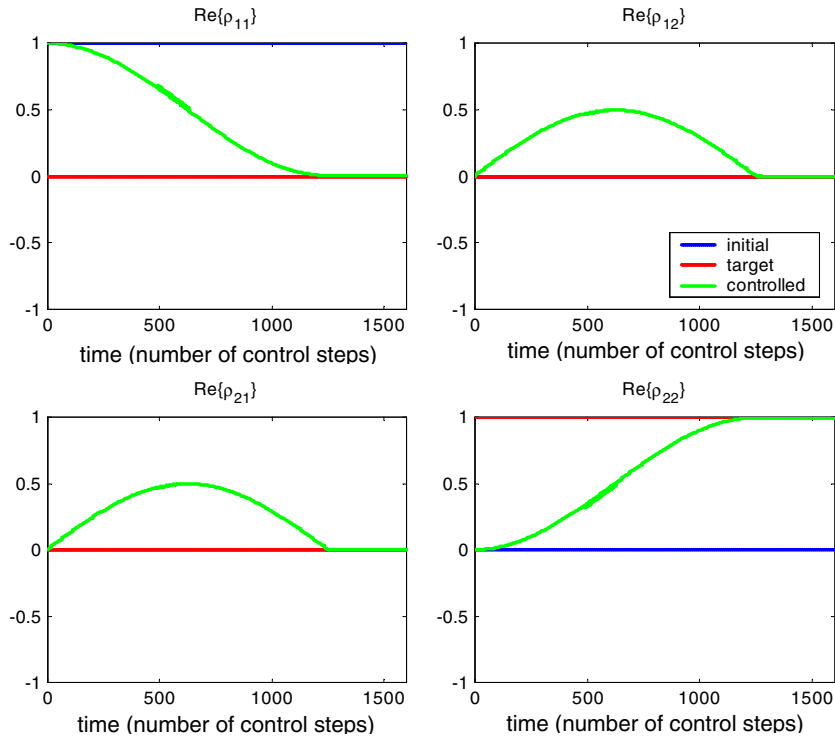 Re{ρ11}
1
0.5
0
-0.5
-1
0 500 1000 1500
time (number of control steps)
Re{ρ12}
1
0.5
0
-0.5
-1
initial
target
controlled
0 500 1000 1500
time (number of control steps)
Re{ρ21}
1
0.5
0
-0.5
-1
0 500 1000 1500
time (number of control steps)
Re{ρ22}
1
0.5
0
-0.5
-1
0 500 1000 1500
time (number of control steps)